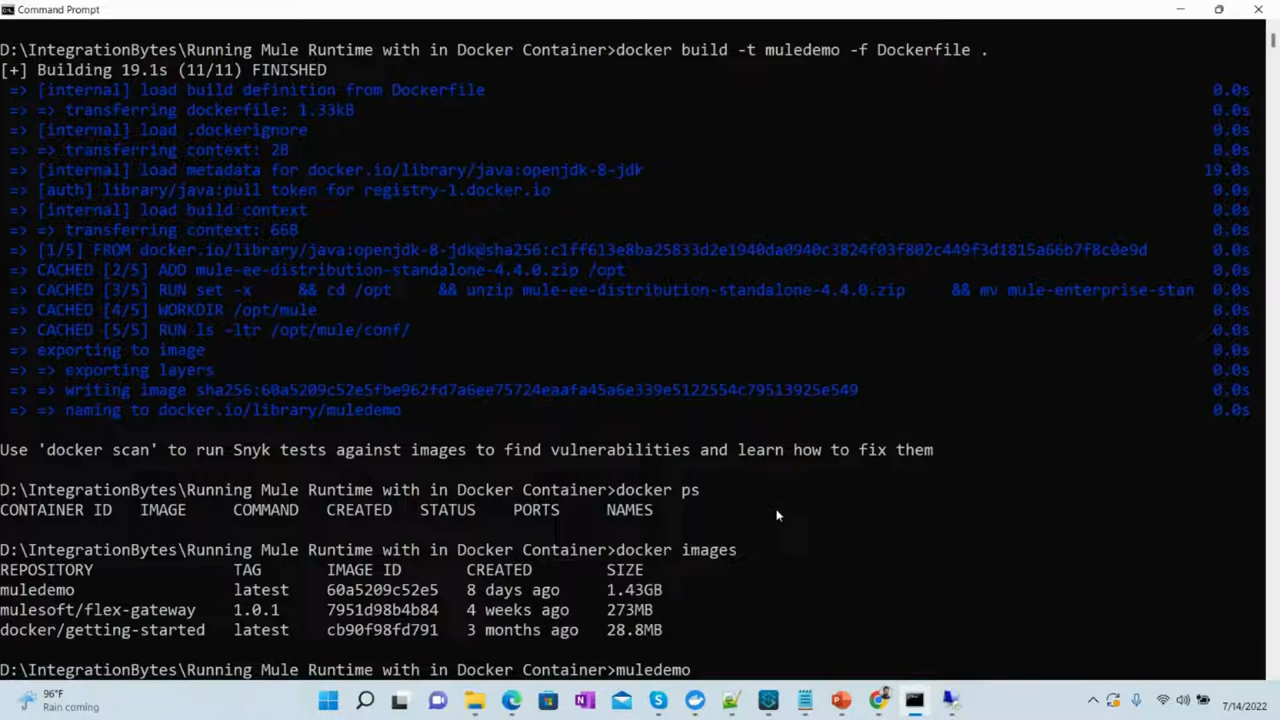 Command Prompt
D:\IntegrationBytes\Running Mule Runtime with in Docker Container>docker build -t muledemo -f Dockerfile .
[+] Building 19.1s (11/11) FINISHED
=> [internal] load build definition from Dockerfile 0.0s
=> => transferring dockerfile: 1.33kB 0.0s
=> [internal] load .dockerignore 0.0s
=> => transferring context: 2B 0.0s
=> [internal] load metadata for docker.io/library/java:openjdk-8-jdk 19.0s
=> [auth] library/java:pull token for registry-1.docker.io 0.0s
=> [internal] load build context 0.0s
=> => transferring context: 66B 0.0s
=> [1/5] FROM docker.io/library/java:openjdk-8-jdk@sha256:c1ff613e8ba25833d2e1940da0940c3824f03f802c449f3d1815a66b7f8c0e9d 0.0s
=> CACHED [2/5] ADD mule-ee-distribution-standalone-4.4.0.zip /opt 0.0s
=> CACHED [3/5] RUN set -x && cd /opt && unzip mule-ee-distribution-standalone-4.4.0.zip && mv mule-enterprise-stan 0.0s
=> CACHED [4/5] WORKDIR /opt/mule 0.0s
=> CACHED [5/5] RUN ls -ltr /opt/mule/conf/ 0.0s
=> exporting to image 0.0s
=> => exporting layers 0.0s
=> => writing image sha256:60a5209c52e5fbe962fd7a6ee75724eaafa45a6e339e5122554c79513925e549 0.0s
=> => naming to docker.io/library/muledemo 0.0s
Use 'docker scan' to run Snyk tests against images to find vulnerabilities and learn how to fix them
D:\IntegrationBytes\Running Mule Runtime with in Docker Container>docker ps
CONTAINER ID IMAGE COMMAND CREATED STATUS PORTS NAMES
D:\IntegrationBytes\Running Mule Runtime with in Docker Container>docker images
REPOSITORY TAG IMAGE ID CREATED SIZE
muledemo latest 60a5209c52e5 8 days ago 1.43GB
mulesoft/flex-gateway 1.0.1 7951d98b4b84 4 weeks ago 273MB
docker/getting-started latest cb90f98fd791 3 months ago 28.8MB
D:\IntegrationBytes\Running Mule Runtime with in Docker Container>muledemo
96°F
Rain coming
7/14/2022